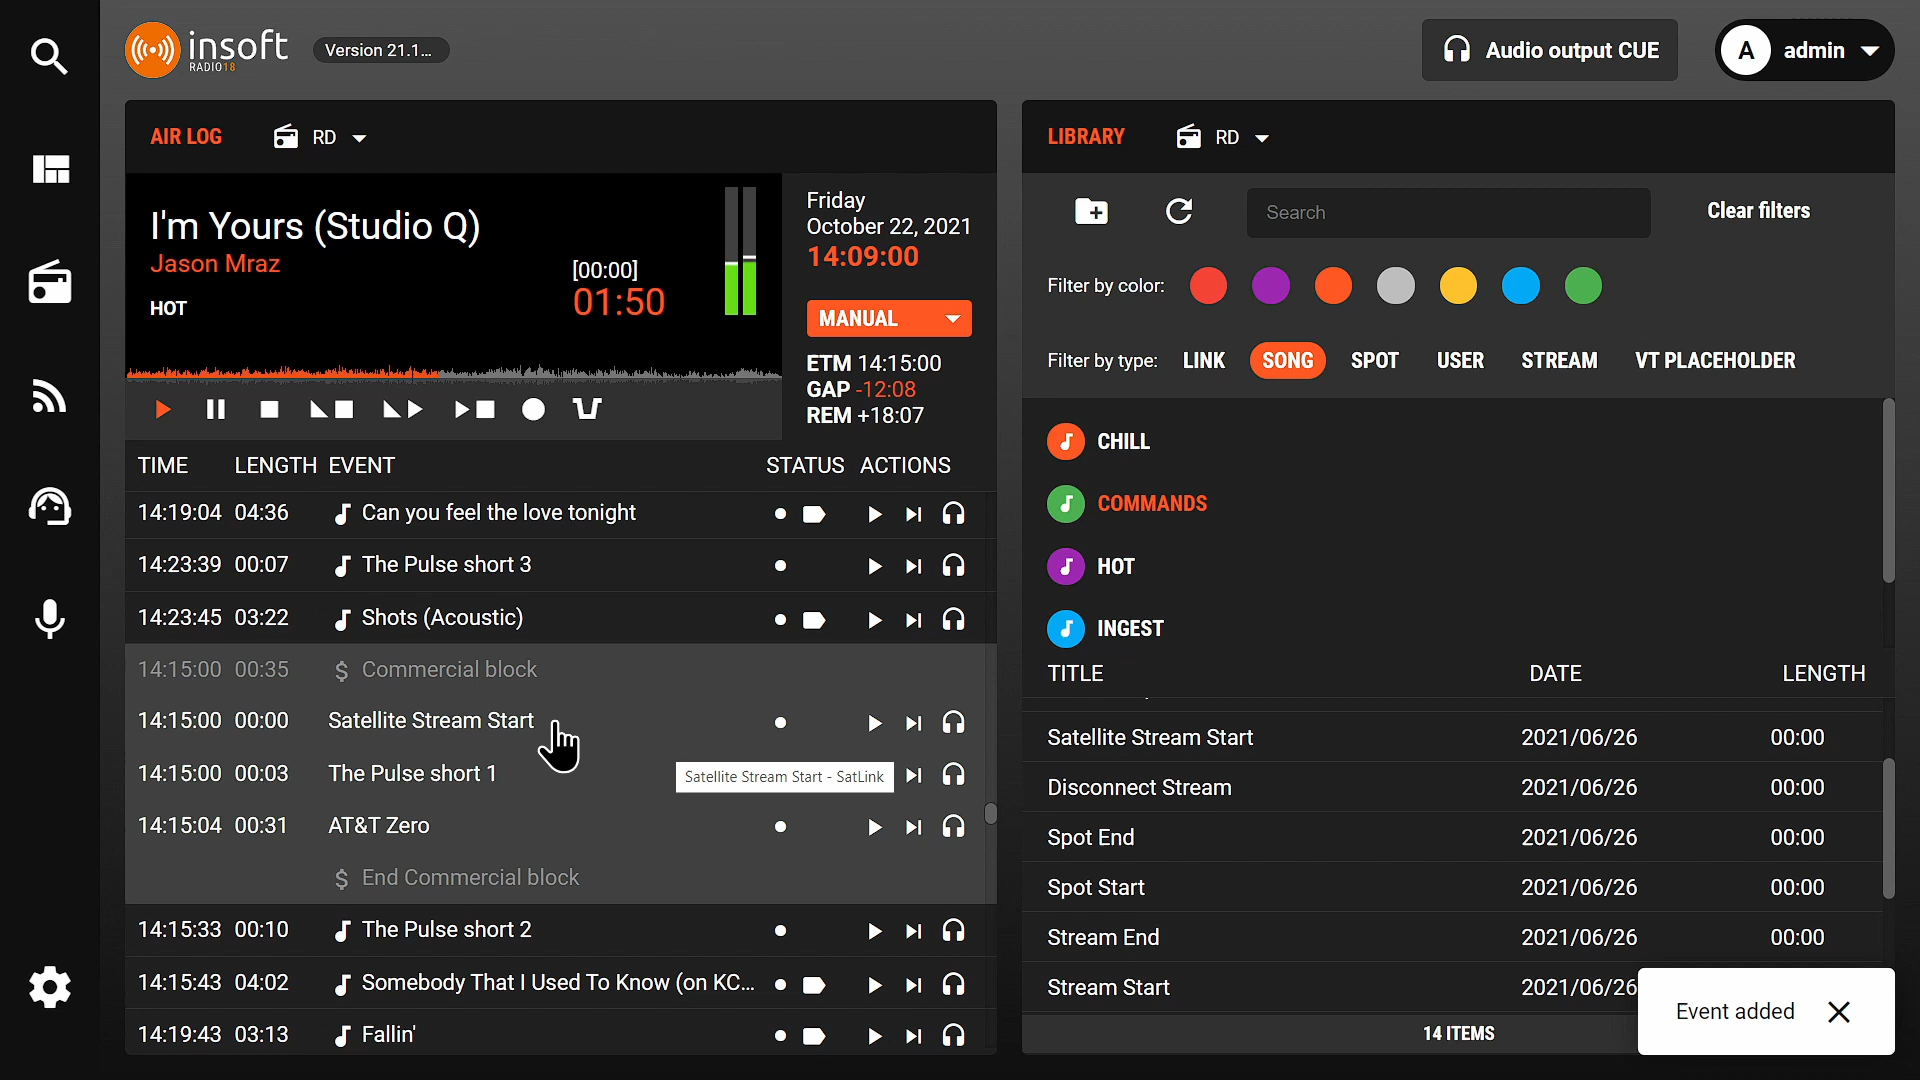 insoft
RADIO18
Version 21.1...
Audio output CUE
A
admin
AIR LOG
RD
I'm Yours (Studio Q)
Jason Mraz
HOT
[00:00]
01:50
Friday
October 22, 2021
14:09:00
MANUAL
ETM 14:15:00
GAP -12:08
REM +18:07
TIME LENGTH EVENT STATUS ACTIONS
14:19:04 04:36 Can you feel the love tonight
14:23:39 00:07 The Pulse short 3
14:23:45 03:22 Shots (Acoustic)
14:15:00 00:35 $ Commercial block
14:15:00 00:00 Satellite Stream Start
14:15:00 00:03 The Pulse short 1
Satellite Stream Start - SatLink
14:15:04 00:31 AT&T Zero
$ End Commercial block
14:15:33 00:10 The Pulse short 2
14:15:43 04:02 Somebody That I Used To Know (on KC...
14:19:43 03:13 Fallin'
LIBRARY
RD
Search
Clear filters
Filter by color:
Filter by type: LINK SONG SPOT USER STREAM VT PLACEHOLDER
CHILL
COMMANDS
HOT
INGEST
TITLE DATE LENGTH
Satellite Stream Start 2021/06/26 00:00
Disconnect Stream 2021/06/26 00:00
Spot End 2021/06/26 00:00
Spot Start 2021/06/26 00:00
Stream End 2021/06/26 00:00
Stream Start 2021/06/26
14 ITEMS
Event added